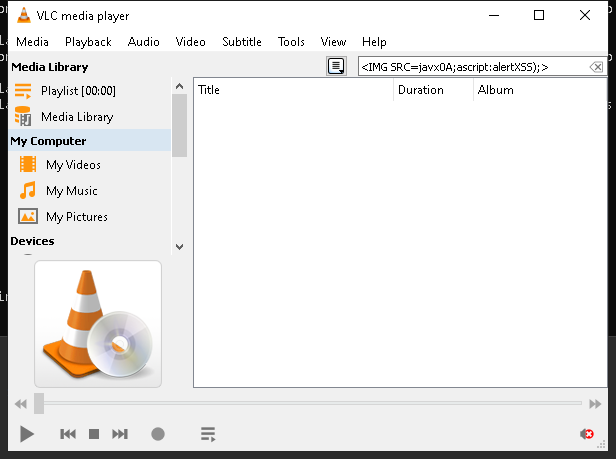 VLC media player
Media Playback Audio Video Subtitle Tools View Help
Media Library
<IMG SRC=javx0A;ascript:alertXSS);>
Playlist [00:00]
Title Duration Album
Media Library
My Computer
My Videos
My Music
My Pictures
Devices